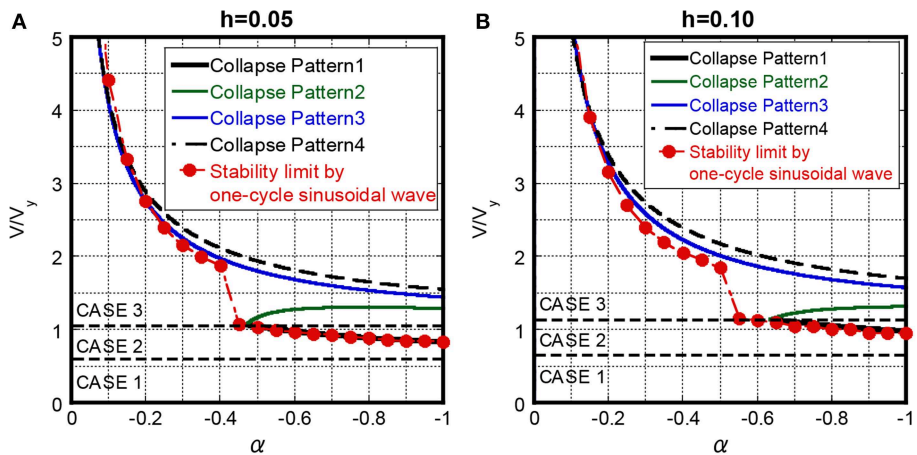 A
h=0.05
V/Vy
5
4
3
2
1
0
Collapse Pattern1
Collapse Pattern2
Collapse Pattern3
Collapse Pattern4
Stability limit by
one-cycle sinusoidal wave
CASE 3
CASE 2
CASE 1
0 -0.2 -0.4 -0.6 -0.8 -1
α
B
h=0.10
V/Vy
5
4
3
2
1
0
Collapse Pattern1
Collapse Pattern2
Collapse Pattern3
Collapse Pattern4
Stability limit by
one-cycle sinusoidal wave
CASE 3
CASE 2
CASE 1
0 -0.2 -0.4 -0.6 -0.8 -1
α